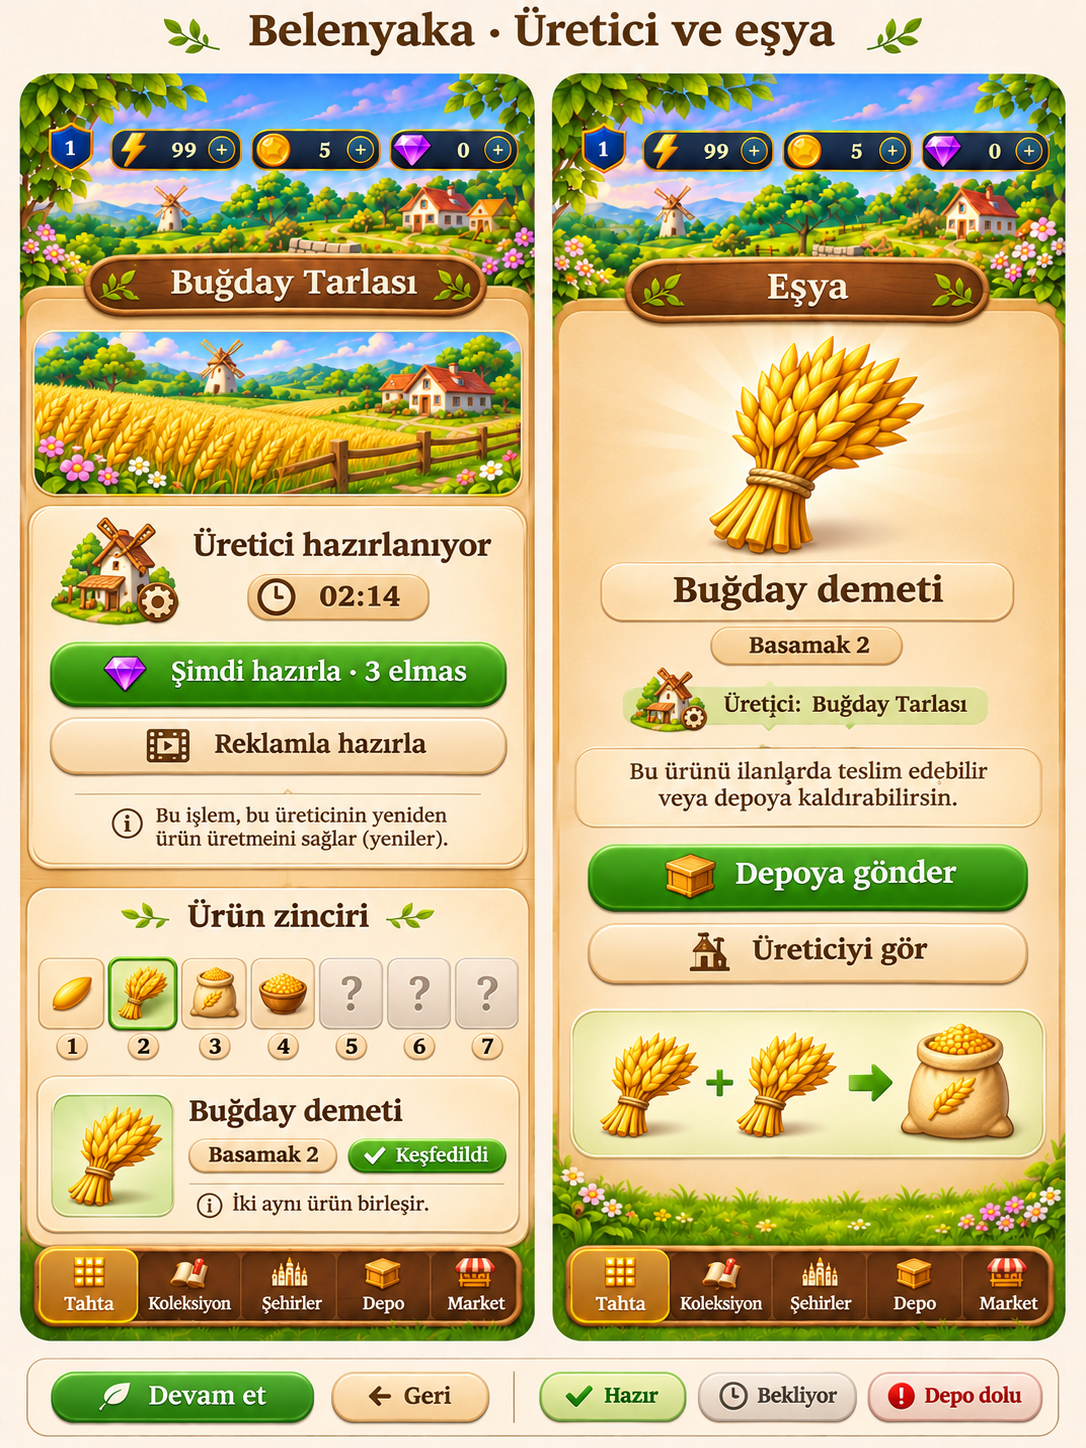 Belenyaka · Üretici ve eşya
1
99 +
5 +
0 +
Buğday Tarlası
Üretici hazırlanıyor
02:14
Şimdi hazırla · 3 elmas
Reklamla hazırla
Bu işlem, bu üreticinin yeniden
ürün üretmeini sağlar (yeniler).
Ürün zinciri
? ? ?
1 2 3 4 5 6 7
Buğday demeti
Basamak 2
Keşfedildi
İki aynı ürün birleşir.
Tahta Koleksiyon Şehirler Depo Market
1
99 +
5 +
0 +
Eşya
Buğday demeti
Basamak 2
Üretici: Buğday Tarlası
Bu ürünü ilanlarda teslim edebilir
veya depoya kaldırabilirsin.
Depoya gönder
Üreticiyi gör
+
Tahta Koleksiyon Şehirler Depo Market
Devam et
Geri
Hazır
Bekliyor
Depo dolu